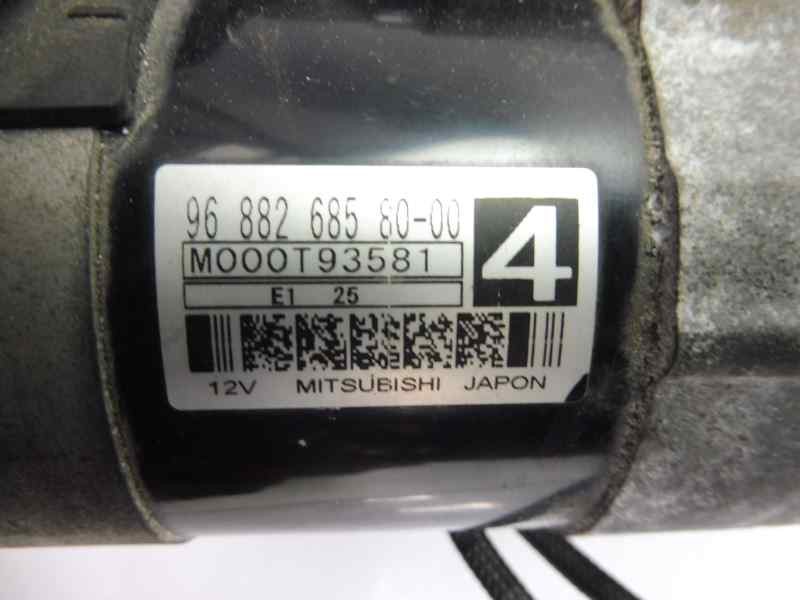 96 882 685 80-00
M000T93581
4
E1 25
12V MITSUBISHI JAPON